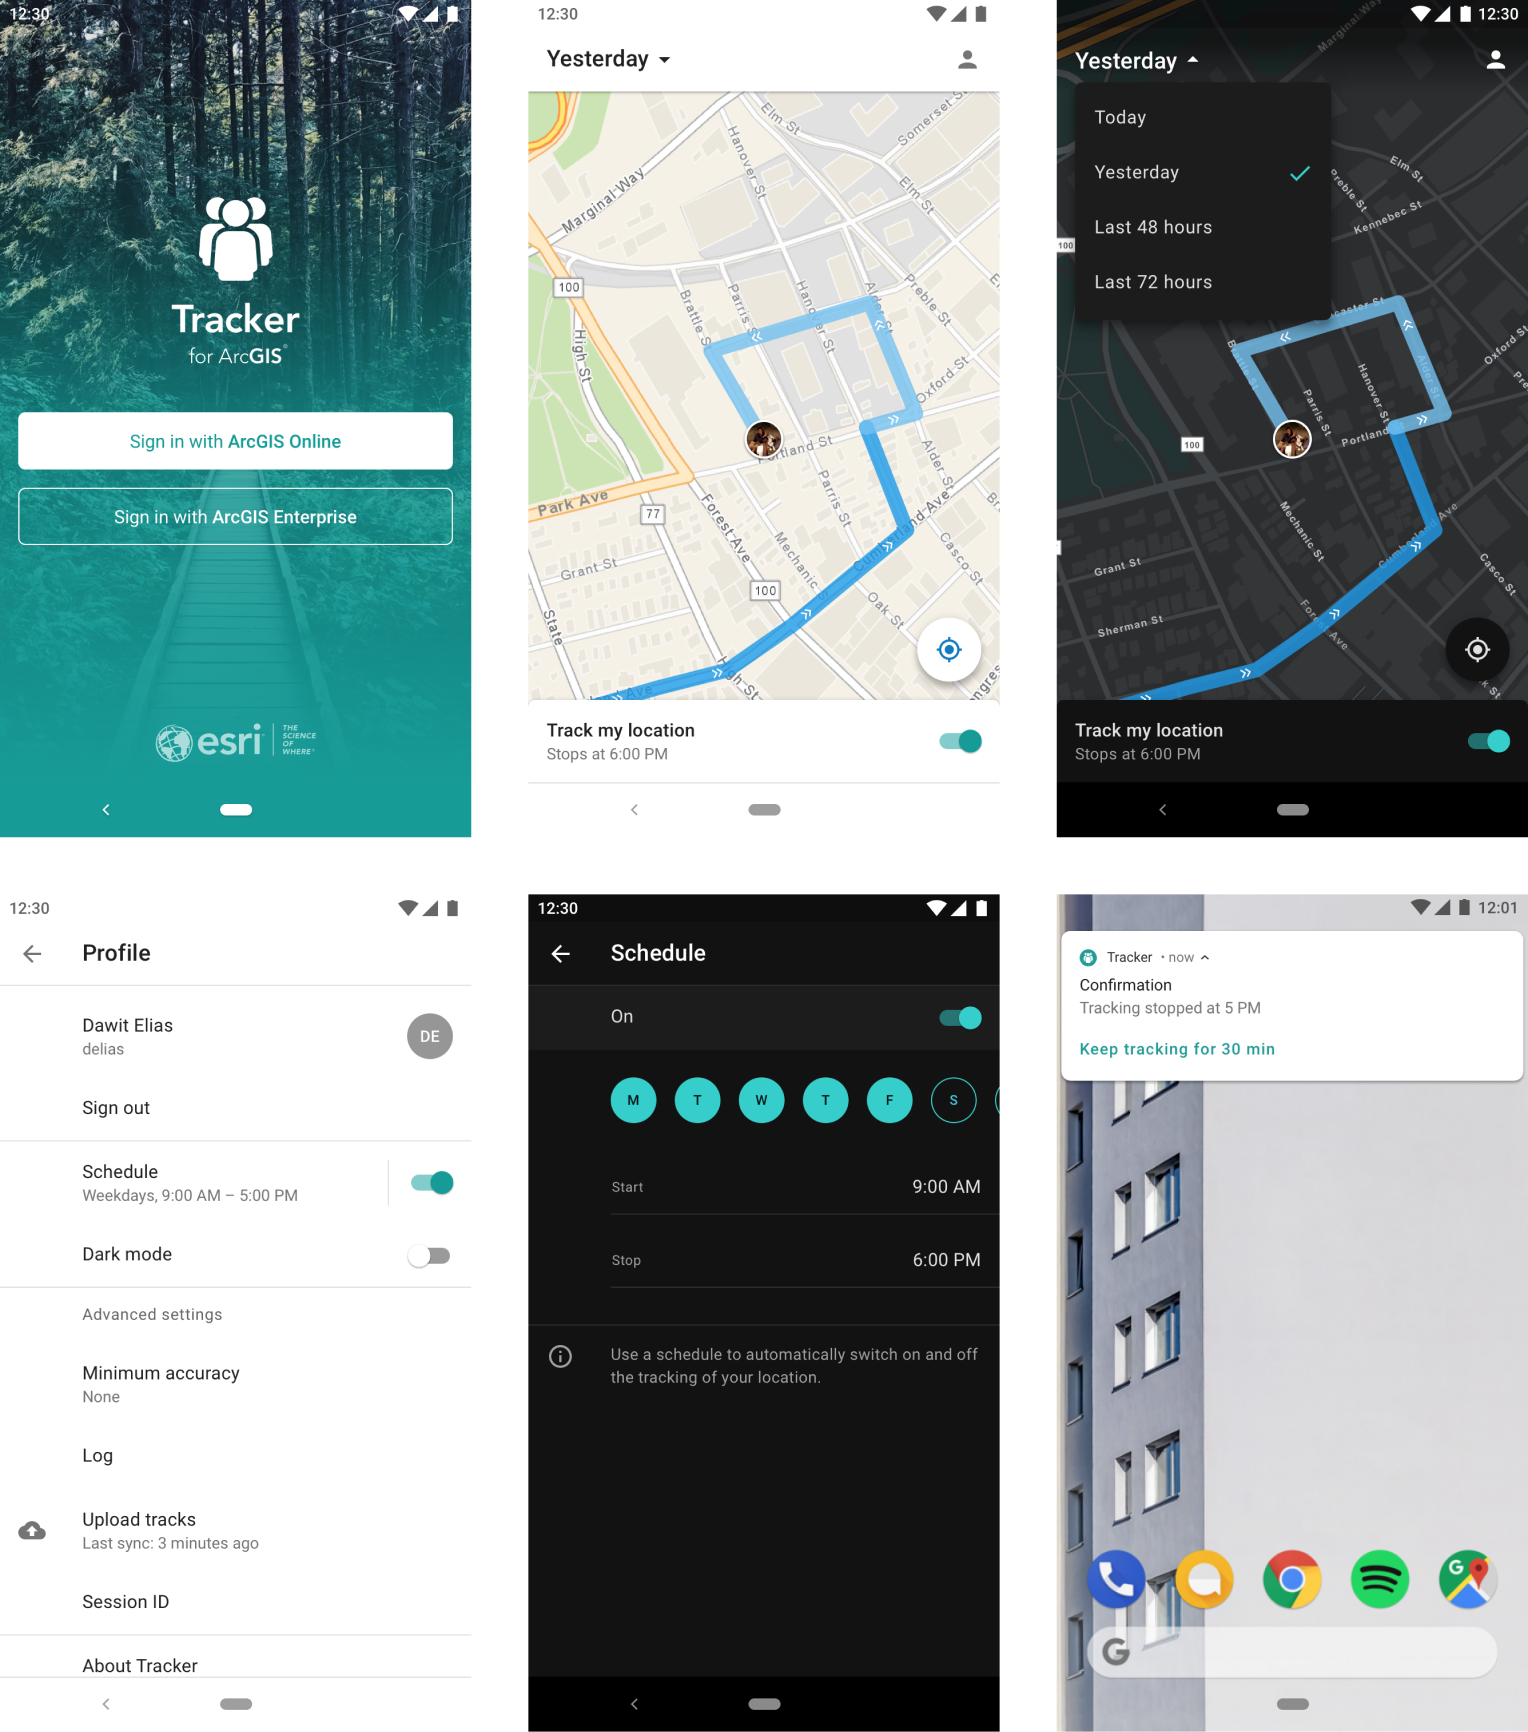 12:30
Tracker
for ArcGIS®
Sign in with ArcGIS Online
Sign in with ArcGIS Enterprise
esri
THE
SCIENCE
OF
WHERE®
12:30
Yesterday
Elm St
Somerset St
Hanover St
Marginal Way
Elm St
100
Preble St
Brattle St
Parris St
Hanover St
Alder St
High St
Oxford St
Portland St
Park Ave
77
Forest Ave
Parris St
Alder St
Cumberland Ave
Mechanic S
Casco St
Grant St
100
Oak St
State
High St
Ave
ngres
Track my location
Stops at 6:00 PM
12:30
Yesterday
Marginal Way
Today
Yesterday
Last 48 hours
Last 72 hours
Elm St
Preble St
Kennebec St
100
caster St
Oxford St
Pre
Brattle St
Parris St
Hanover St
Alder St
Portland
100
Mechanic St
Cumberland Ave
Casco St
Grant St
Sherman St
Forest Ave
k St
Track my location
Stops at 6:00 PM
12:30
Profile
Dawit Elias
delias
DE
Sign out
Schedule
Weekdays, 9:00 AM – 5:00 PM
Dark mode
Advanced settings
Minimum accuracy
None
Log
Upload tracks
Last sync: 3 minutes ago
Session ID
About Tracker
12:30
Schedule
On
M T W T F S
Start 9:00 AM
Stop 6:00 PM
Use a schedule to automatically switch on and off
the tracking of your location.
12:01
Tracker • now
Confirmation
Tracking stopped at 5 PM
Keep tracking for 30 min
G
G